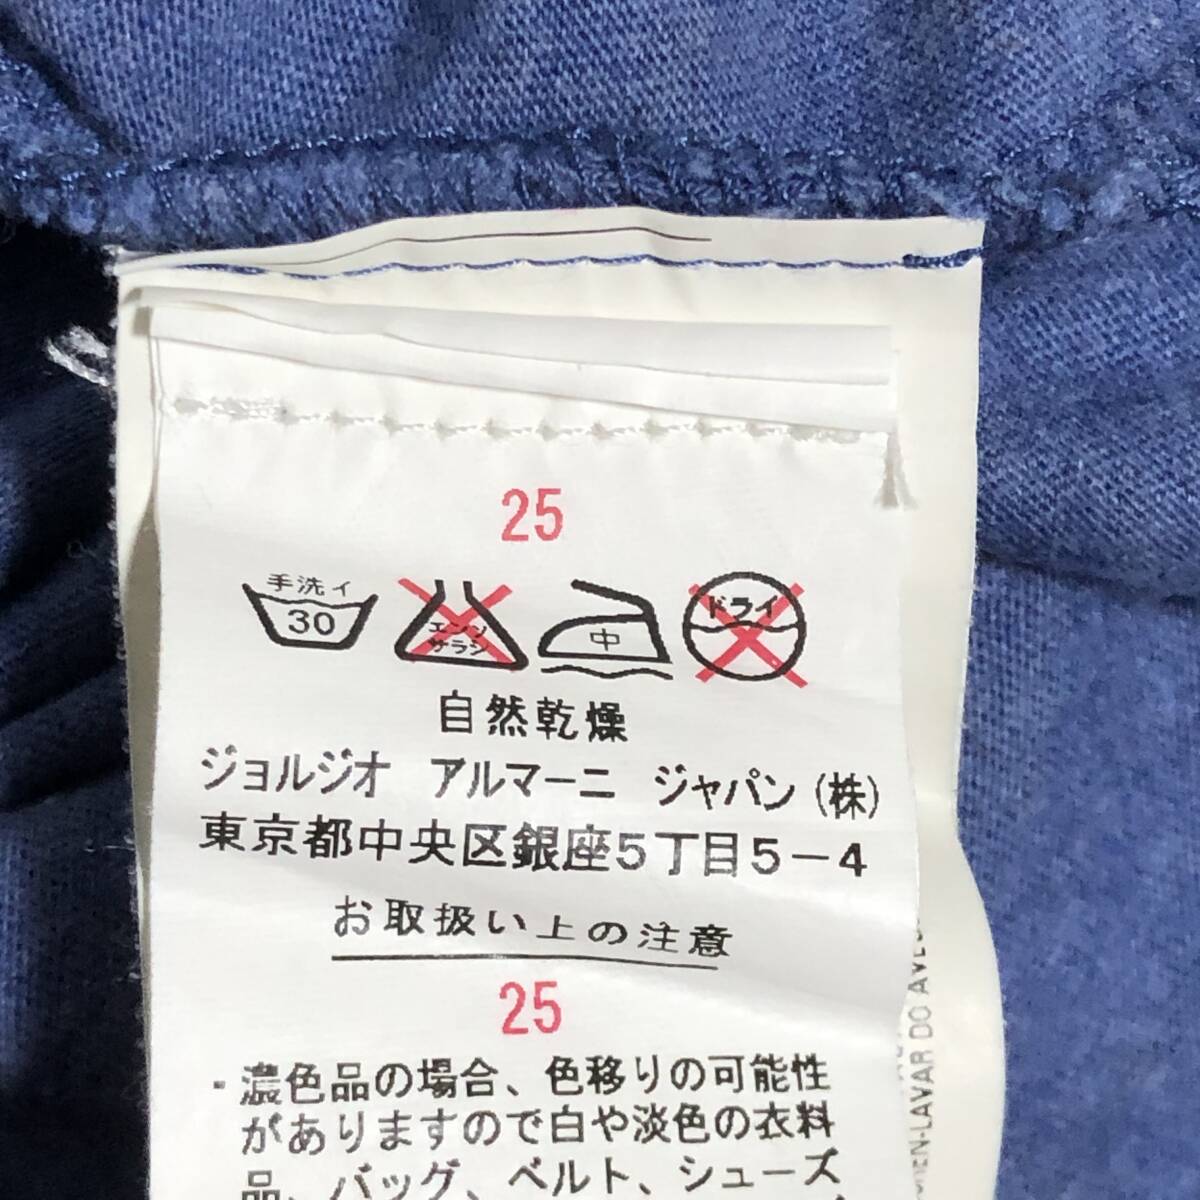 25
手洗イ
30
エンソ
サラシ
中
ドライ
自然乾燥
ジョルジオ アルマーニ ジャパン(株)
東京都中央区銀座5丁目5-4
お取扱い上の注意
25
・濃色品の場合、色移りの可能性
がありますので白や淡色の衣料
品、バッグ、ベルト、シューズ
-LAVAR DO AVE